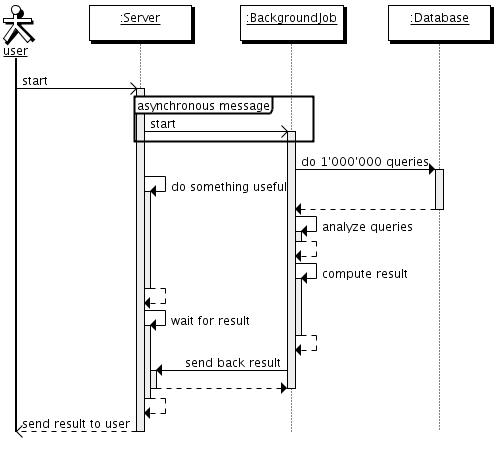 :Server
:BackgroundJob
:Database
user
start
asynchronous message
start
do 1'000'000 queries
do something useful
analyze queries
compute result
wait for result
send back result
send result to user